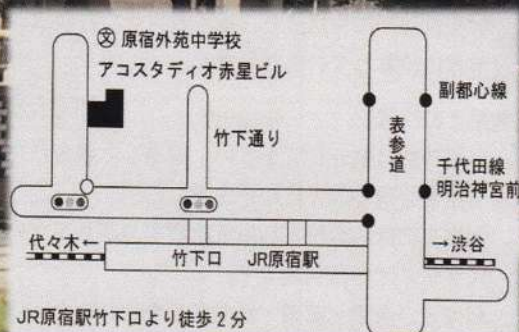 原宿外苑中学校
アコスタディオ赤星ビル
竹下通り
表参道
副都心線
千代田線
明治神宮前
代々木←
竹下口
JR原宿駅
→渋谷
JR原宿駅竹下口より徒歩2分